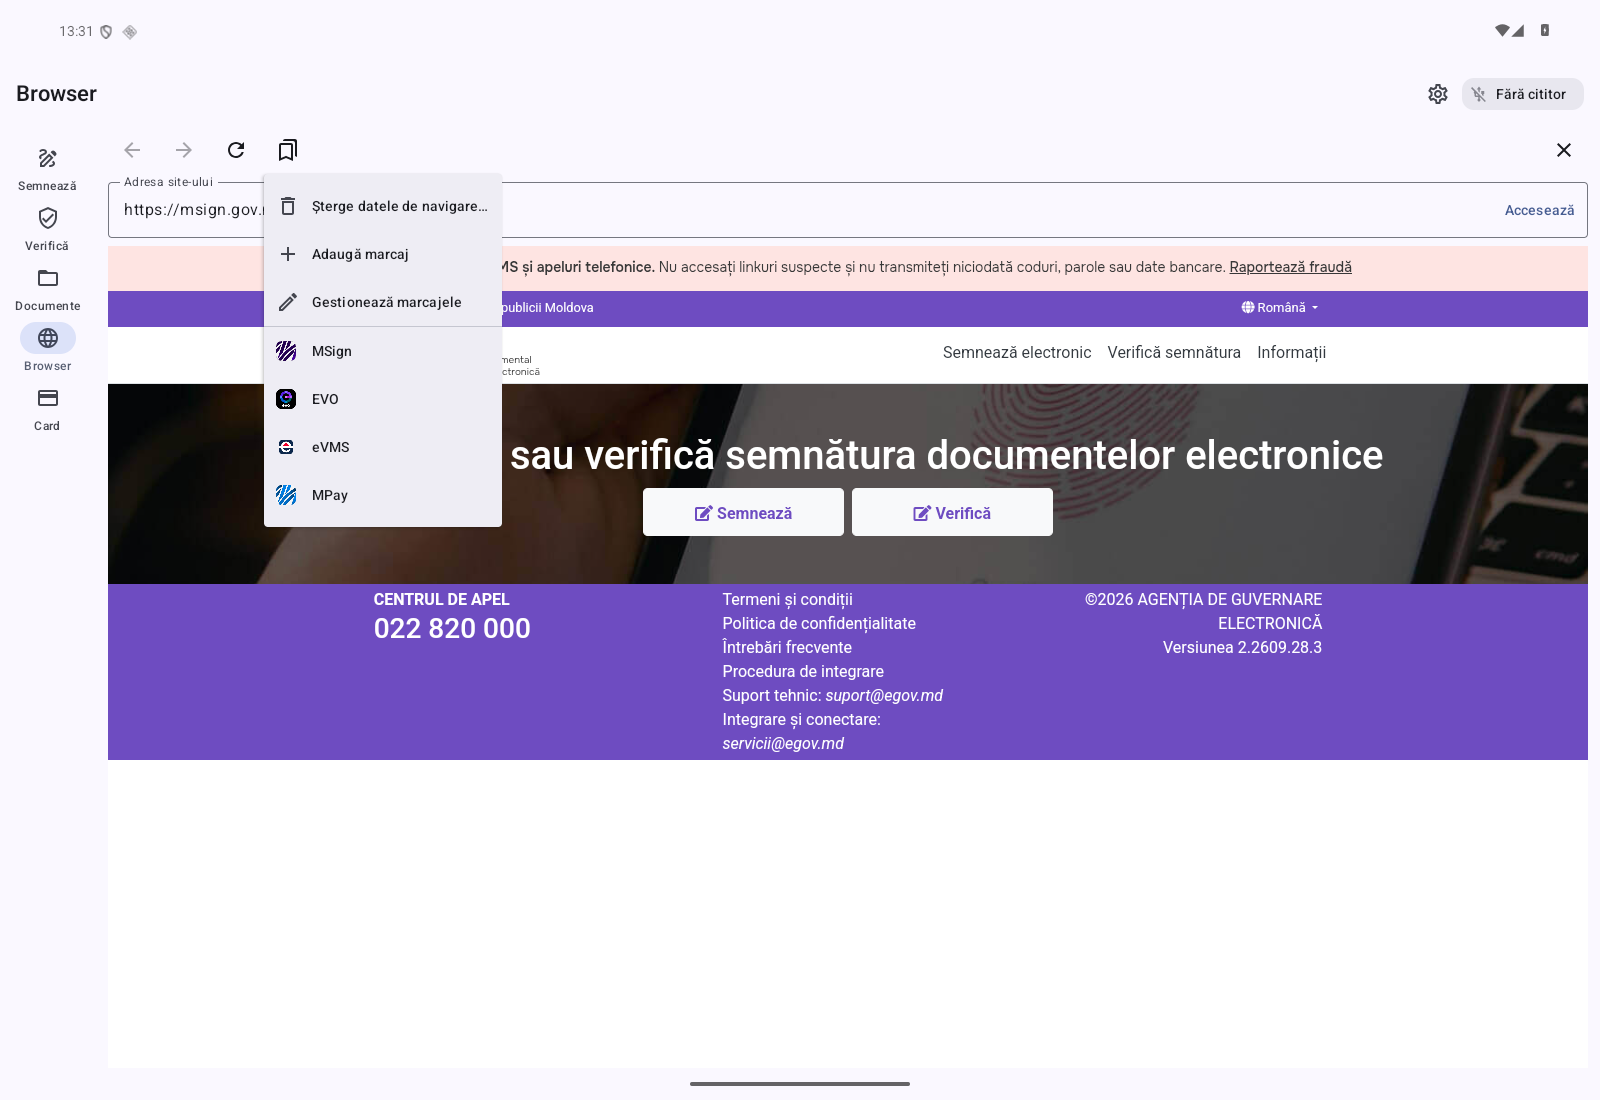 13:31
Browser
Fără cititor
Semnează
Verifică
Documente
Browser
Card
Adresa site-ului
https://msign.gov.
Accesează
Șterge datele de navigare…
Adaugă marcaj
Gestionează marcajele
MSign
EVO
eVMS
MPay
MS și apeluri telefonice. Nu accesați linkuri suspecte și nu transmiteți niciodată coduri, parole sau date bancare. Raportează fraudă
publicii Moldova
Română
mental
ctronică
Semnează electronic Verifică semnătura Informații
sau verifică semnătura documentelor electronice
Semnează
Verifică
CENTRUL DE APEL
022 820 000
Termeni și condiții
Politica de confidențialitate
Întrebări frecvente
Procedura de integrare
Suport tehnic: suport@egov.md
Integrare și conectare:
servicii@egov.md
©2026 AGENȚIA DE GUVERNARE
ELECTRONICĂ
Versiunea 2.2609.28.3
cmd